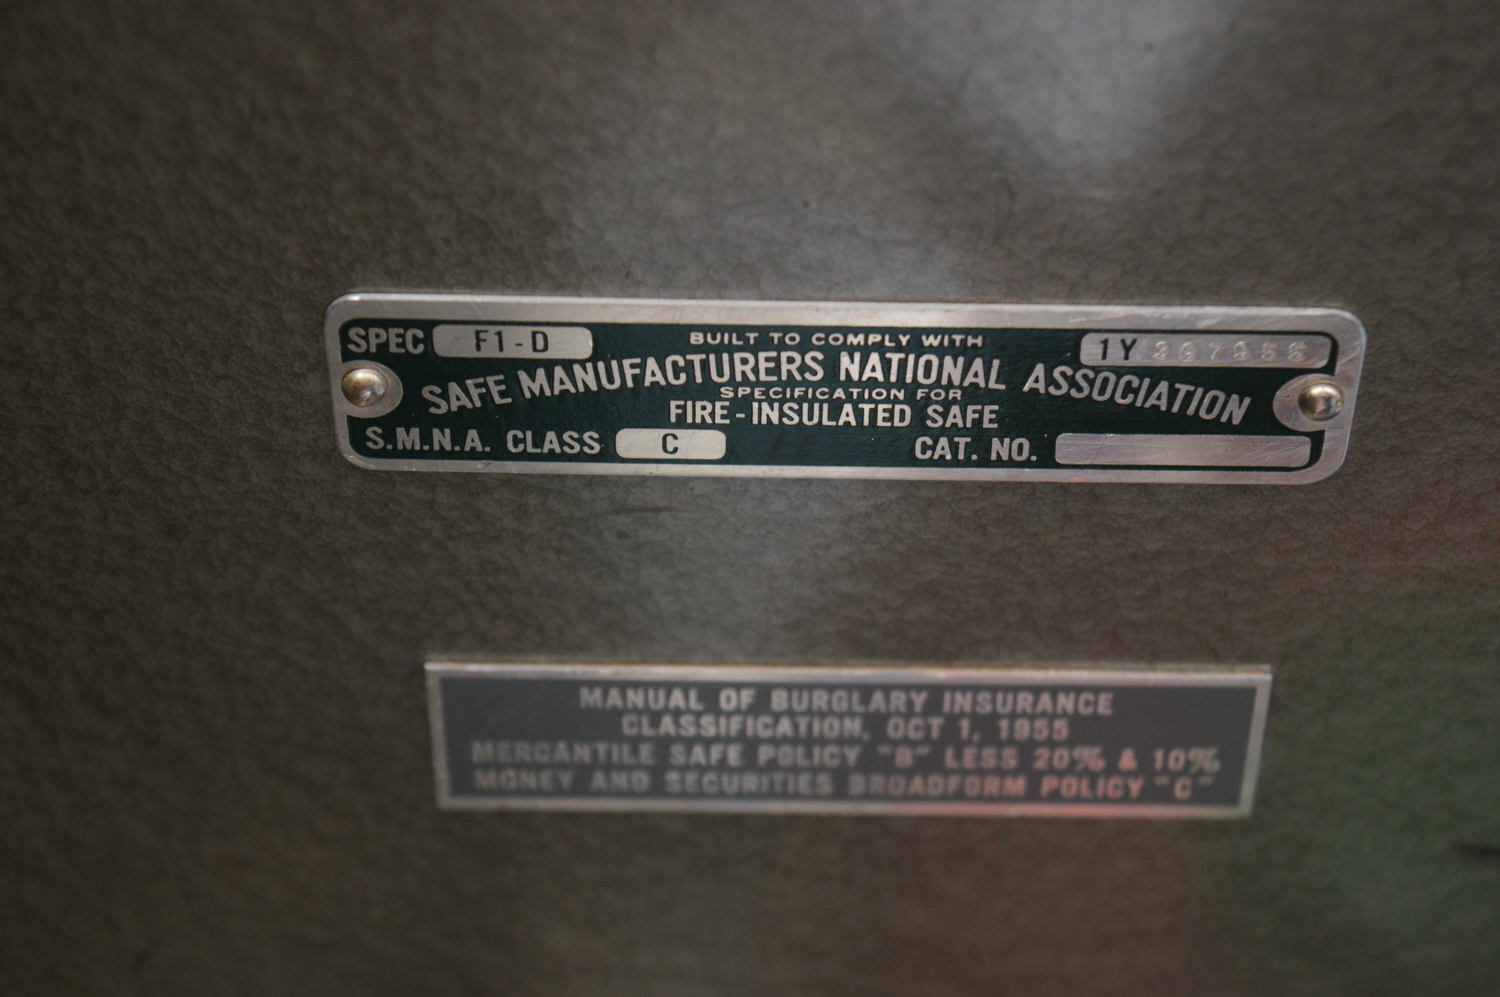 SPEC F1-D
BUILT TO COMPLY WITH
1Y
SAFE MANUFACTURERS NATIONAL ASSOCIATION
SPECIFICATION FOR
FIRE-INSULATED SAFE
S.M.N.A. CLASS C
CAT. NO.
MANUAL OF BURGLARY INSURANCE
CLASSIFICATION, OCT 1, 1955
MERCANTILE SAFE POLICY "B" LESS 20% & 10%
MONEY AND SECURITIES BROADFORM POLICY "C"